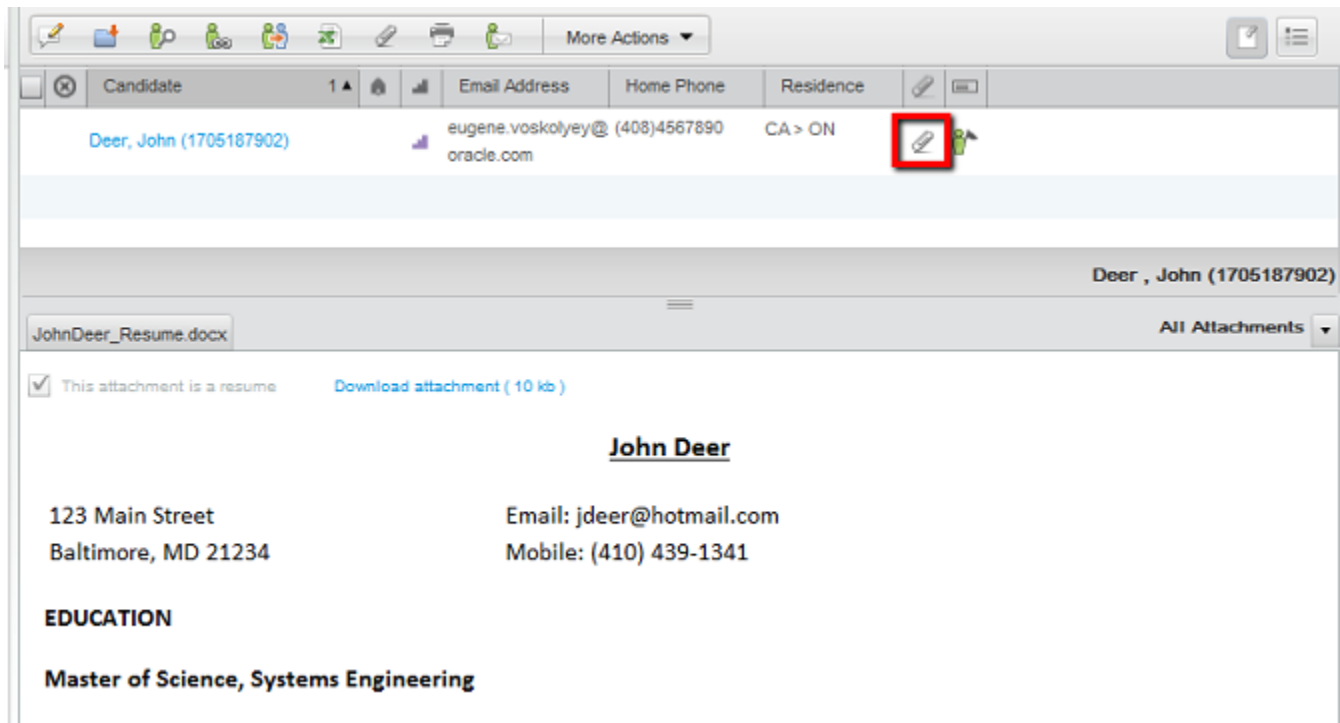 More Actions
Candidate 1 Email Address Home Phone Residence
Deer, John (1705187902) eugene.voskolyey@ (408)4567890 CA > ON
oracle.com
Deer , John (1705187902)
JohnDeer_Resume.docx All Attachments
This attachment is a resume Download attachment ( 10 kb )
John Deer
123 Main Street Email: jdeer@hotmail.com
Baltimore, MD 21234 Mobile: (410) 439-1341
EDUCATION
Master of Science, Systems Engineering